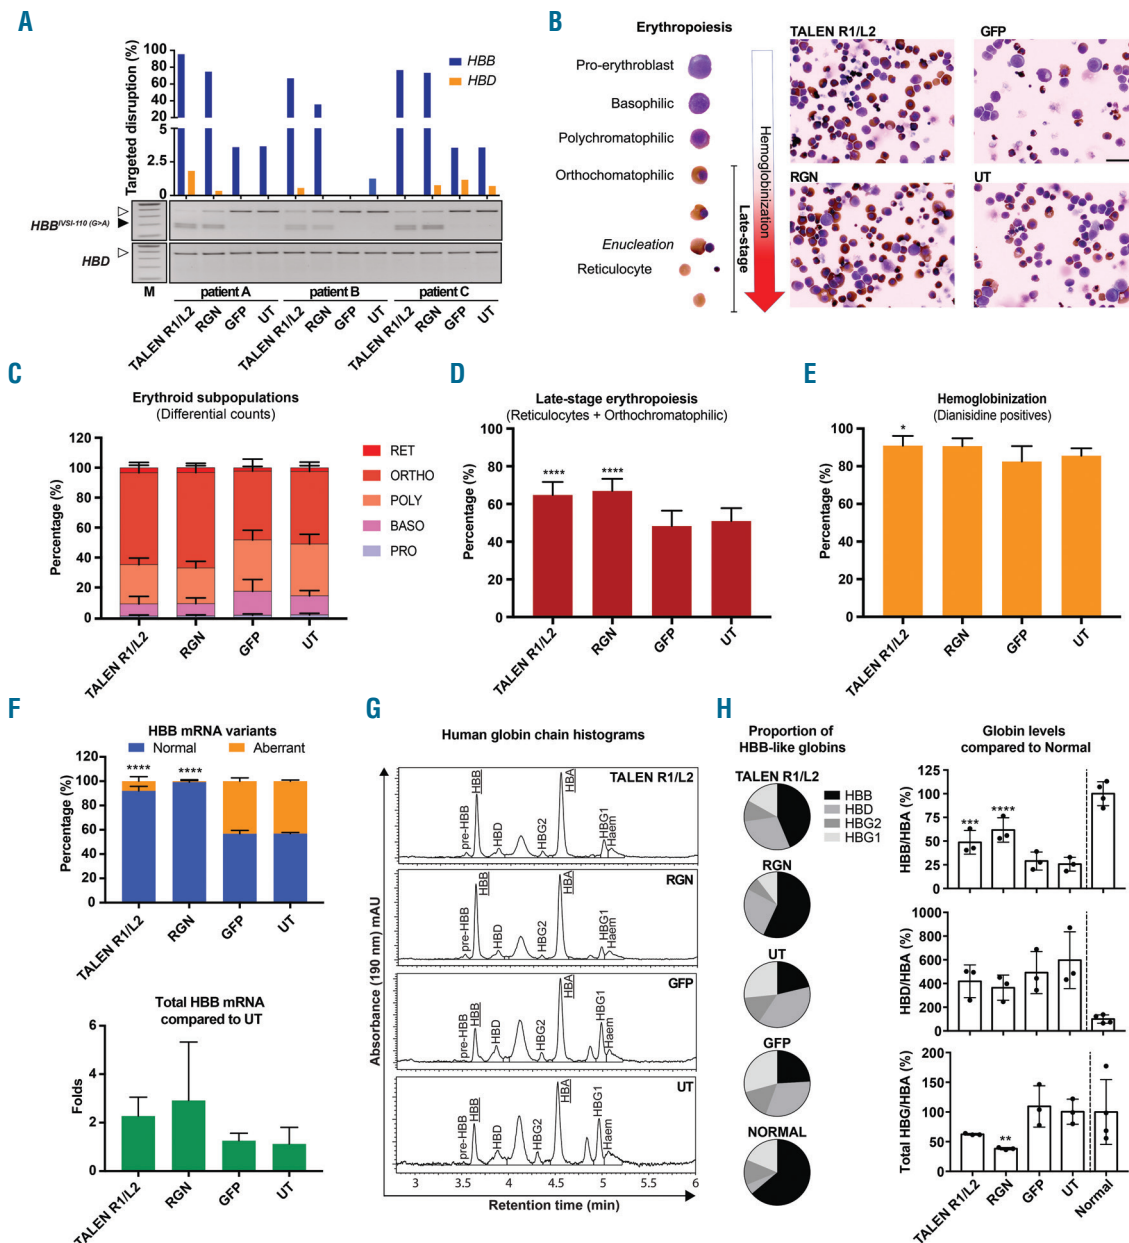 A
Targeted disruption (%)
100
80
60
40
20
5
2.5
0
HBB
HBD
HBB^IVSI-110 (G>A)
HBD
M
patient A
patient B
patient C
TALEN R1/L2
RGN
GFP
UT
TALEN R1/L2
RGN
GFP
UT
TALEN R1/L2
RGN
GFP
UT
B
Erythropoiesis
Pro-erythroblast
Basophilic
Polychromatophilic
Orthochromatophilic
Enucleation
Reticulocyte
Late-stage
Hemoglobinization
TALEN R1/L2
GFP
RGN
UT
C
Erythroid subpopulations
(Differential counts)
Percentage (%)
120
100
80
60
40
20
0
RET
ORTHO
POLY
BASO
PRO
TALEN R1/L2
RGN
GFP
UT
D
Late-stage erythropoiesis
(Reticulocytes + Orthochromatophilic)
Percentage (%)
100
80
60
40
20
0
****
****
TALEN R1/L2
RGN
GFP
UT
E
Hemoglobinization
(Dianisidine positives)
Percentage (%)
100
80
60
40
20
0
*
TALEN R1/L2
RGN
GFP
UT
F
HBB mRNA variants
Normal
Aberrant
Percentage (%)
120
100
80
60
40
20
0
****
****
TALEN R1/L2
RGN
GFP
UT
Total HBB mRNA
compared to UT
Folds
6
4
2
0
TALEN R1/L2
RGN
GFP
UT
G
Human globin chain histograms
Absorbance (190 nm) mAU
TALEN R1/L2
pre-HBB
HBB
HBD
HBG2
HBA
HBG1
Haem
RGN
pre-HBB
HBB
HBD
HBG2
HBA
HBG1
Haem
GFP
pre-HBB
HBB
HBD
HBG2
HBA
HBG1
Haem
UT
pre-HBB
HBB
HBD
HBG2
HBA
HBG1
Haem
3
3.5
4
4.5
5
5.5
6
Retention time (min)
H
Proportion of
HBB-like globins
TALEN R1/L2
HBB
HBD
HBG2
HBG1
RGN
UT
GFP
NORMAL
Globin levels
compared to Normal
HBB/HBA (%)
125
100
75
50
25
0
***
****
HBD/HBA (%)
1000
800
600
400
200
0
Total HBG/HBA (%)
200
150
100
50
0
**
TALEN R1/L2
RGN
GFP
UT
Normal